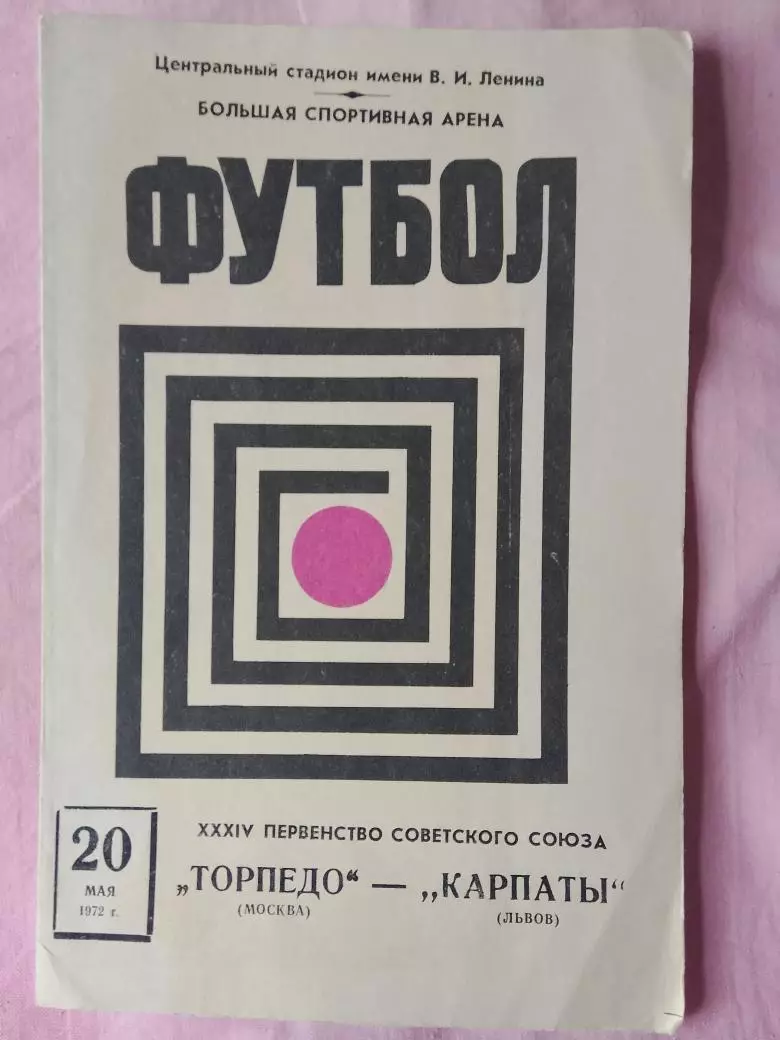 Центральный стадион имени В. И. Ленина
БОЛЬШАЯ СПОРТИВНАЯ АРЕНА
ФУТБОЛ
20
МАЯ
1972 г.
XXXIV ПЕРВЕНСТВО СОВЕТСКОГО СОЮЗА
„ТОРПЕДО“ — „КАРПАТЫ“
(МОСКВА) (ЛЬВОВ)